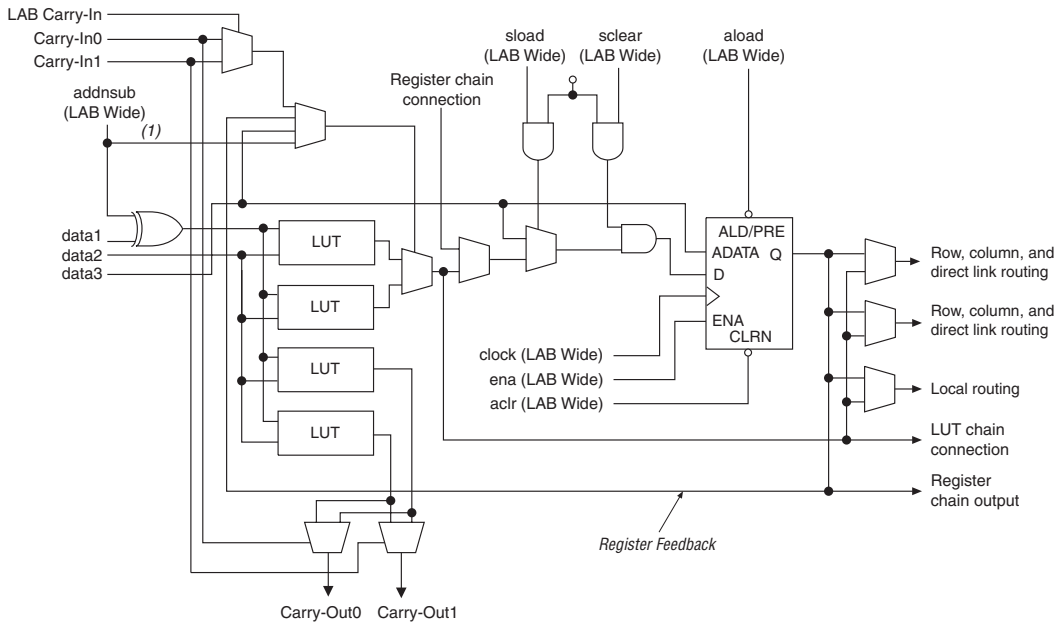 LAB Carry-In
Carry-In0
Carry-In1
addnsub
(LAB Wide)
(1)
data1
data2
data3
Register chain
connection
sload
(LAB Wide)
sclear
(LAB Wide)
aload
(LAB Wide)
LUT
LUT
LUT
LUT
ALD/PRE
ADATA
Q
D
ENA
CLRN
clock (LAB Wide)
ena (LAB Wide)
aclr (LAB Wide)
Row, column, and
direct link routing
Row, column, and
direct link routing
Local routing
LUT chain
connection
Register
chain output
Register Feedback
Carry-Out0
Carry-Out1